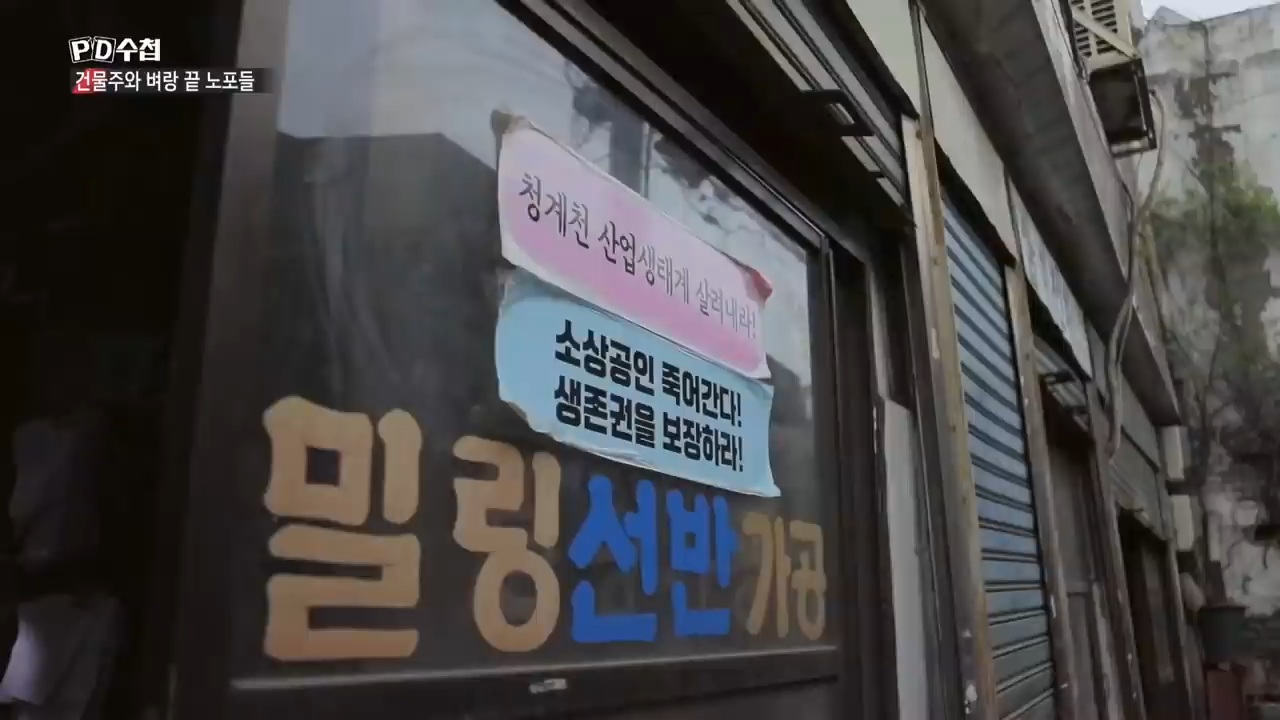 PD수첩
건물주와 벼랑 끝 노포들
청계천 산업생태계 살려내라!
소상공인 죽어간다!
생존권을 보장하라!
밀링선반가공